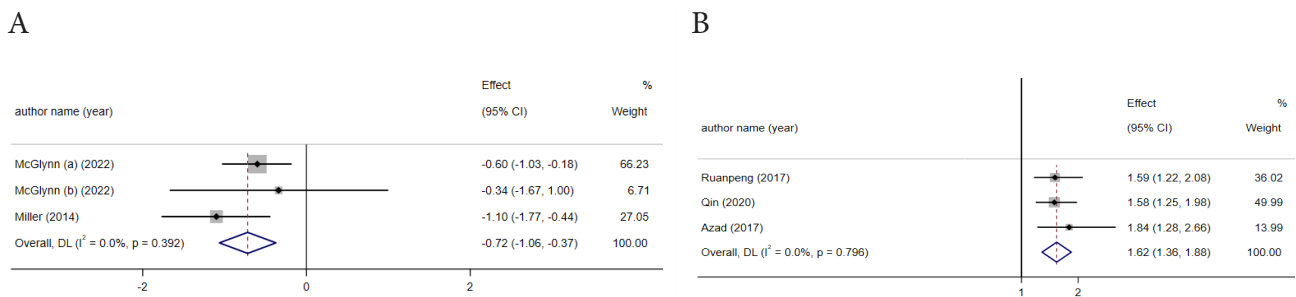 A
Effect %
author name (year) (95% CI) Weight
McGlynn (a) (2022) -0.60 (-1.03, -0.18) 66.23
McGlynn (b) (2022) -0.34 (-1.67, 1.00) 6.71
Miller (2014) -1.10 (-1.77, -0.44) 27.05
Overall, DL (I² = 0.0%, p = 0.392) -0.72 (-1.06, -0.37) 100.00
-2 0 2
B
Effect %
author name (year) (95% CI) Weight
Ruanpeng (2017) 1.59 (1.22, 2.08) 36.02
Qin (2020) 1.58 (1.25, 1.98) 49.99
Azad (2017) 1.84 (1.28, 2.66) 13.99
Overall, DL (I² = 0.0%, p = 0.796) 1.62 (1.36, 1.88) 100.00
1 2